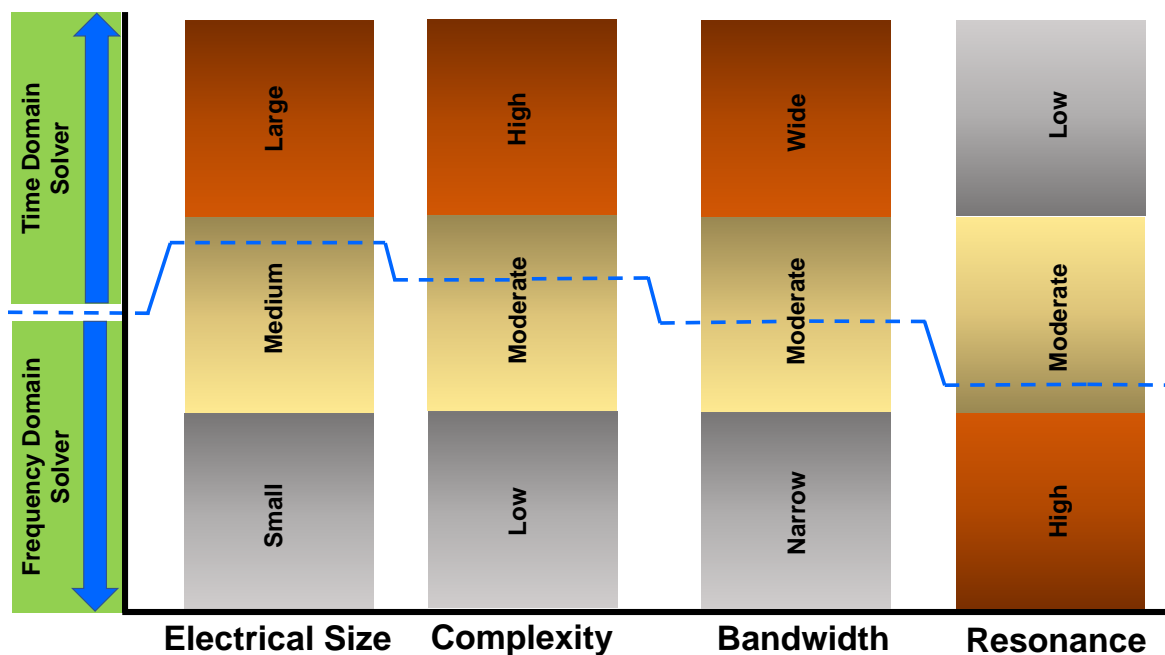 Time Domain
Solver
Frequency Domain
Solver
Large
Medium
Small
High
Moderate
Low
Wide
Moderate
Narrow
Low
Moderate
High
Electrical Size
Complexity
Bandwidth
Resonance